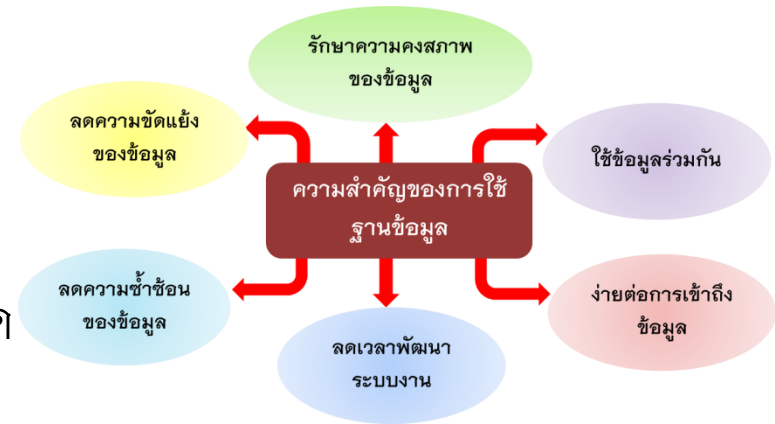 รักษาความคงสภาพ
ของข้อมูล
ลดความขัดแย้ง
ของข้อมูล
ใช้ข้อมูลร่วมกัน
ความสำคัญของการใช้
ฐานข้อมูล
ลดความซ้ำซ้อน
ของข้อมูล
ง่ายต่อการเข้าถึง
ข้อมูล
ลดเวลาพัฒนา
ระบบงาน